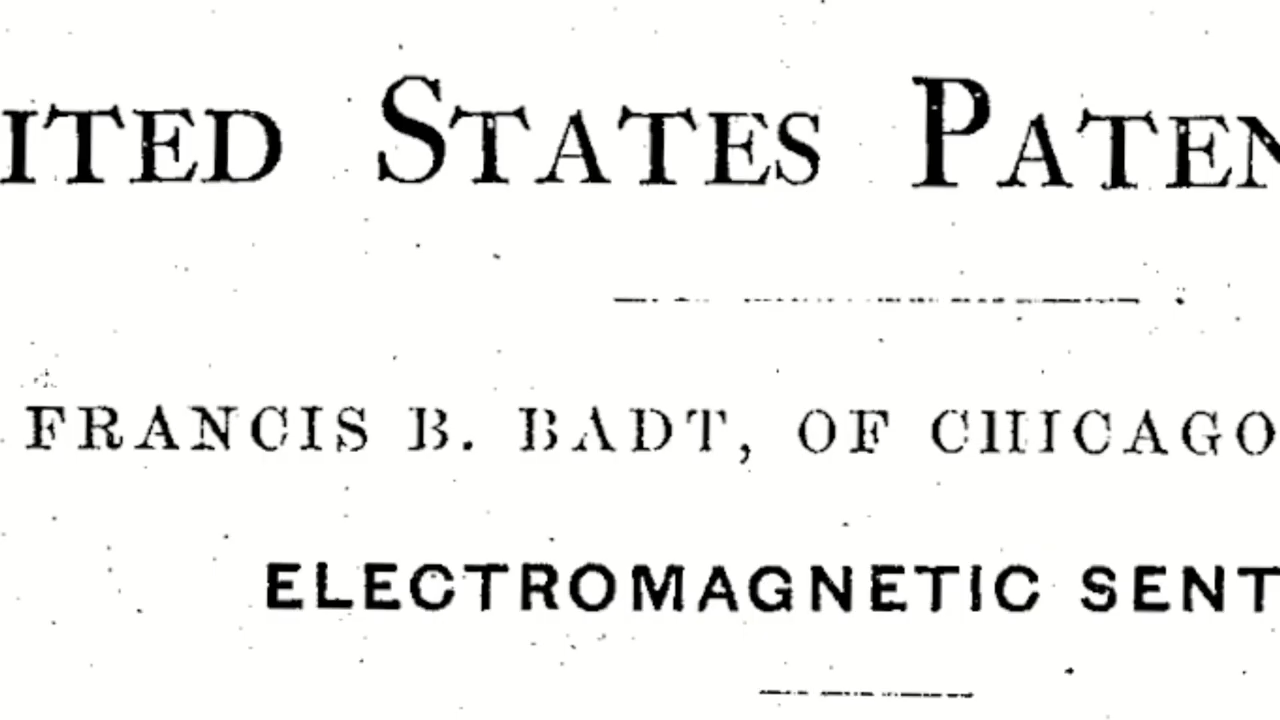 ITED STATES PATEN
FRANCIS B. BADT, OF CHICAGO
ELECTROMAGNETIC SENT